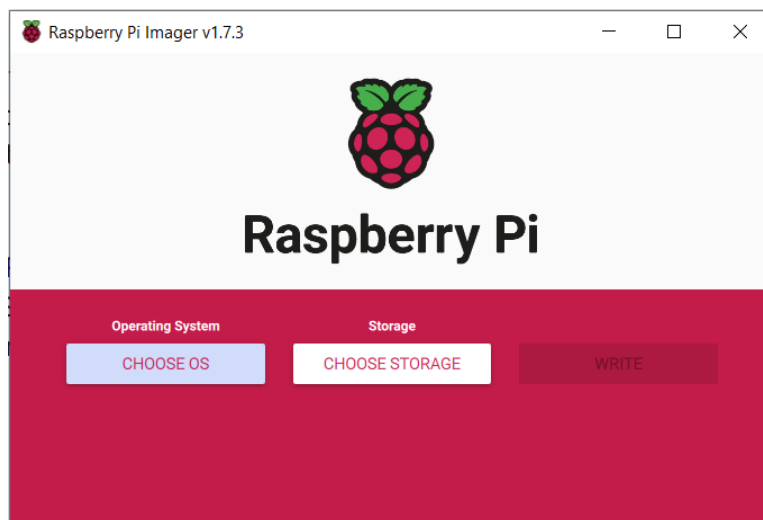 Raspberry Pi Imager v1.7.3
Raspberry Pi
Operating System
Storage
CHOOSE OS
CHOOSE STORAGE
WRITE